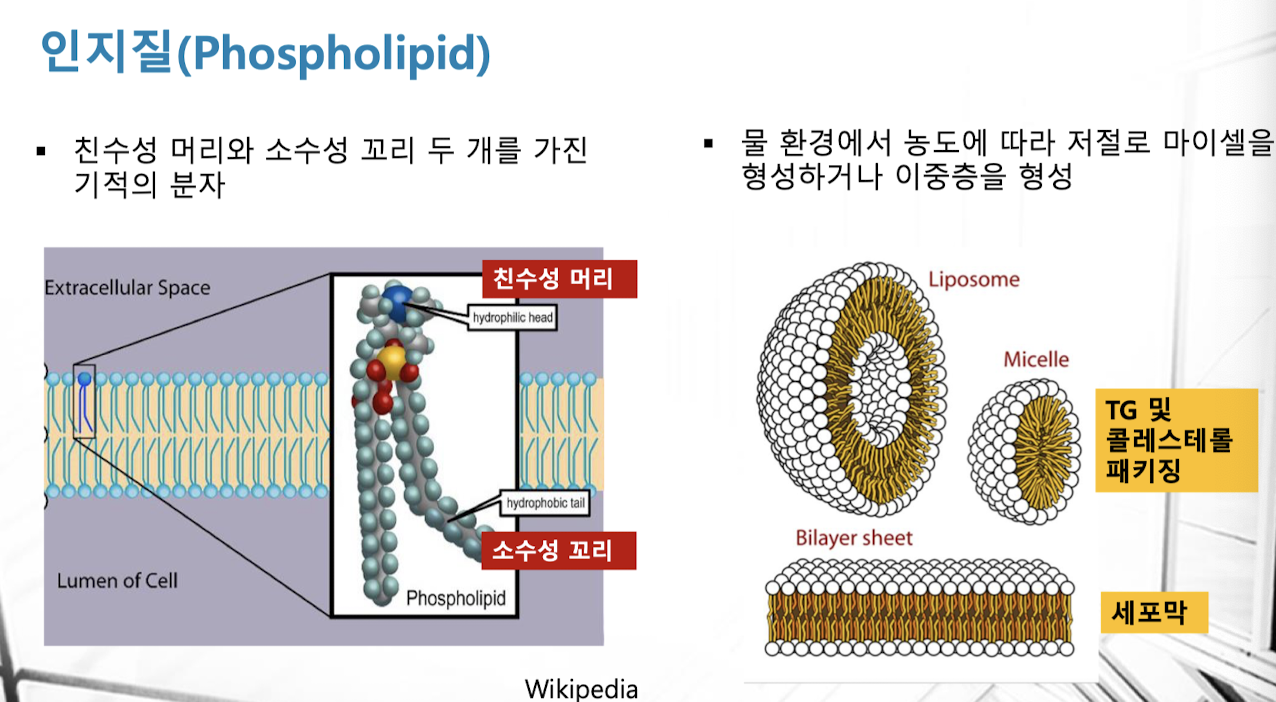 인지질(Phospholipid)
▪ 친수성 머리와 소수성 꼬리 두 개를 가진
기적의 분자
Extracellular Space
친수성 머리
hydrophilic head
hydrophobic tail
소수성 꼬리
Lumen of Cell
Phospholipid
Wikipedia
▪ 물 환경에서 농도에 따라 저절로 마이셀을
형성하거나 이중층을 형성
Liposome
Micelle
TG 및
콜레스테롤
패키징
Bilayer sheet
세포막